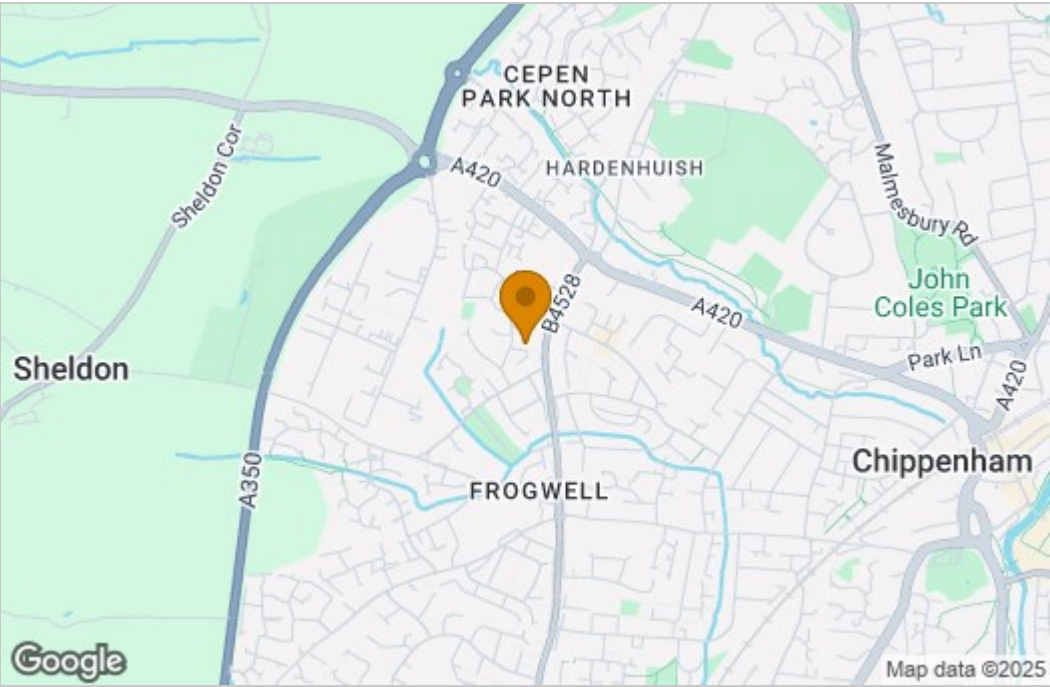 CEPEN
PARK NORTH
A420
HARDENHUISH
Sheldon Cor
Malmesbury Rd
B4528
John
Coles Park
A420
Park Ln
Sheldon
A420
A350
Chippenham
FROGWELL
Google
Map data ©2025